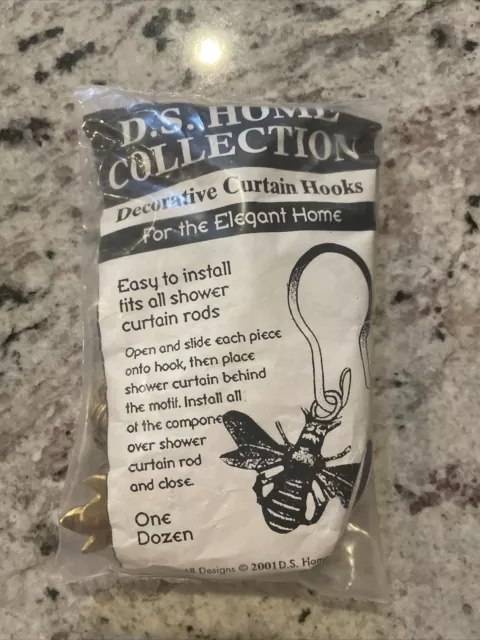 D.S. HOME
COLLECTION
Decorative Curtain Hooks
For the Elegant Home
Easy to install
fits all shower
curtain rods
Open and slide each piece
onto hook, then place
shower curtain behind
the motif. Install all
of the compone
over shower
curtain rod
and close.
One
Dozen
All Designs © 2001 D.S. Home